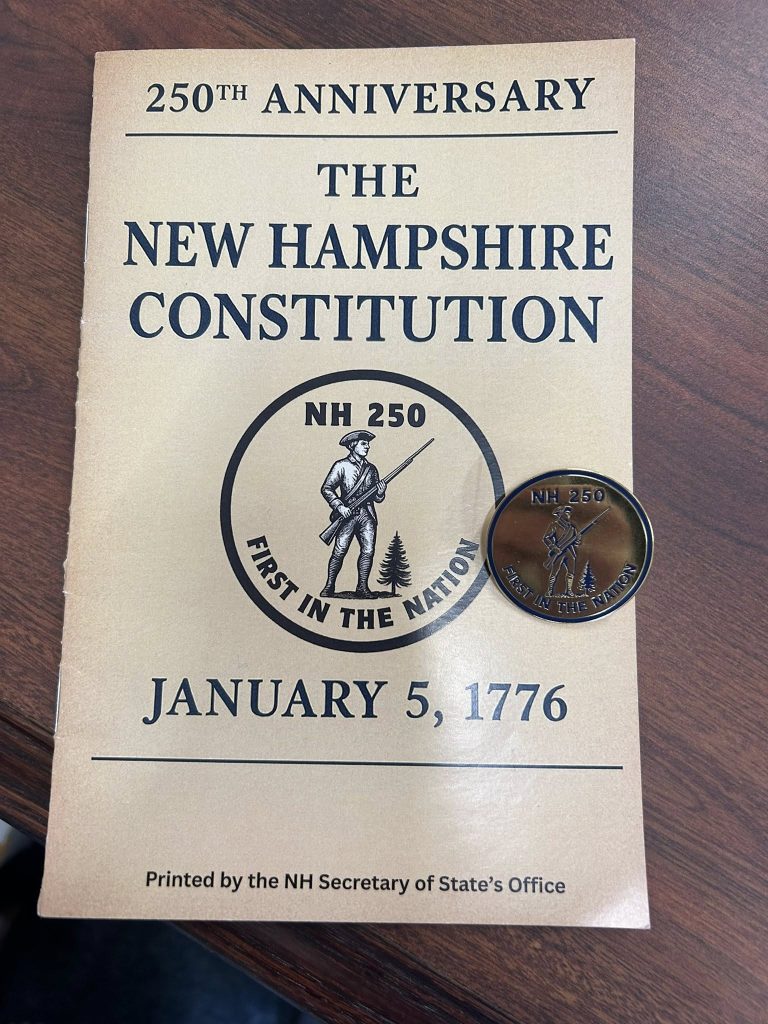 250TH ANNIVERSARY
THE
NEW HAMPSHIRE
CONSTITUTION
NH 250
FIRST IN THE NATION
NH 250
FIRST IN THE NATION
JANUARY 5, 1776
Printed by the NH Secretary of State's Office